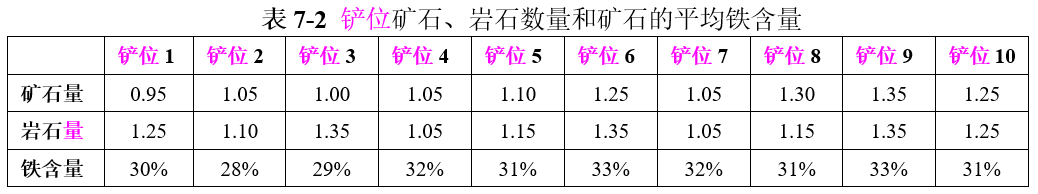 表 7-2 铲位矿石、岩石数量和矿石的平均铁含量
铲位 1 铲位 2 铲位 3 铲位 4 铲位 5 铲位 6 铲位 7 铲位 8 铲位 9 铲位 10
矿石量 0.95 1.05 1.00 1.05 1.10 1.25 1.05 1.30 1.35 1.25
岩石量 1.25 1.10 1.35 1.05 1.15 1.35 1.05 1.15 1.35 1.25
铁含量 30% 28% 29% 32% 31% 33% 32% 31% 33% 31%